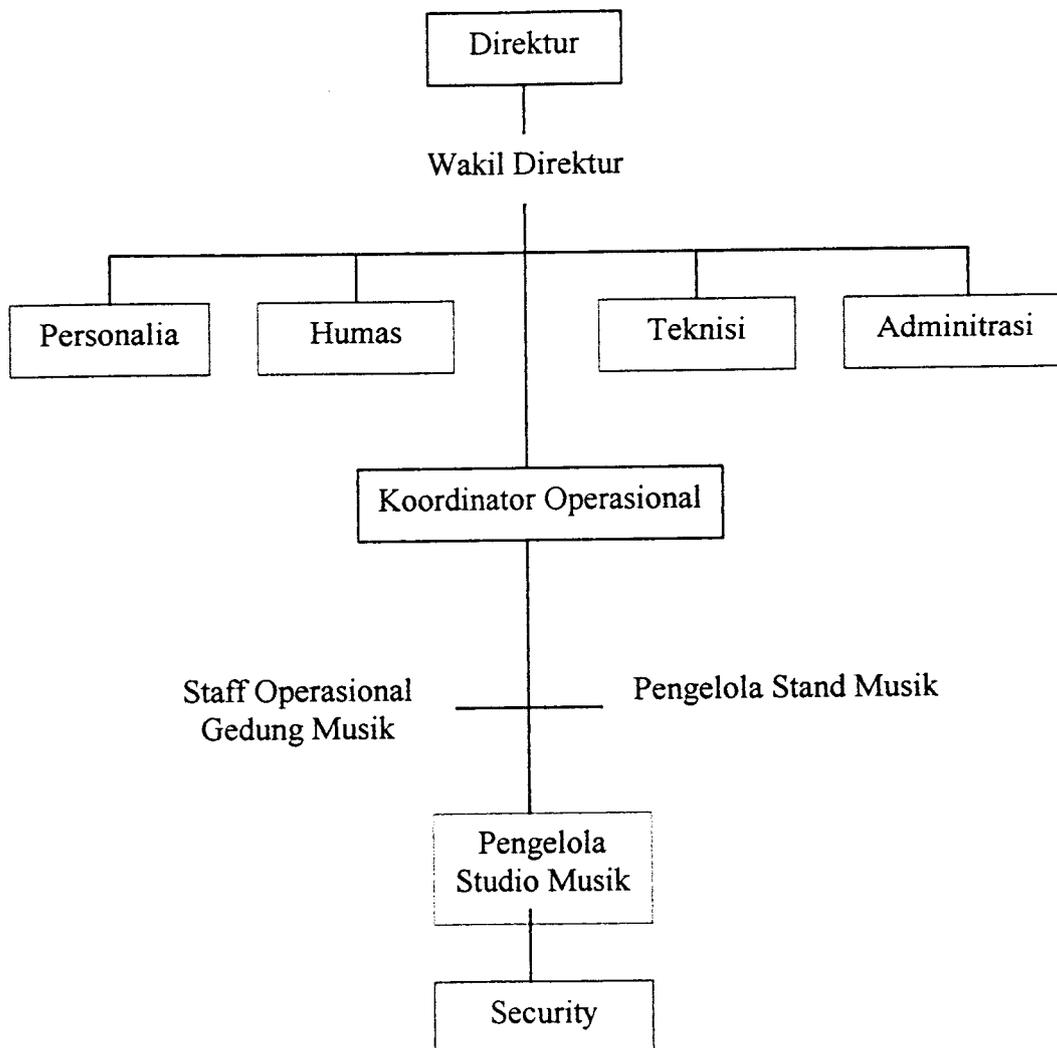 Direktur
Wakil Direktur
Personalia
Humas
Teknisi
Adminitrasi
Koordinator Operasional
Staff Operasional
Gedung Musik
Pengelola Stand Musik
Pengelola
Studio Musik
Security